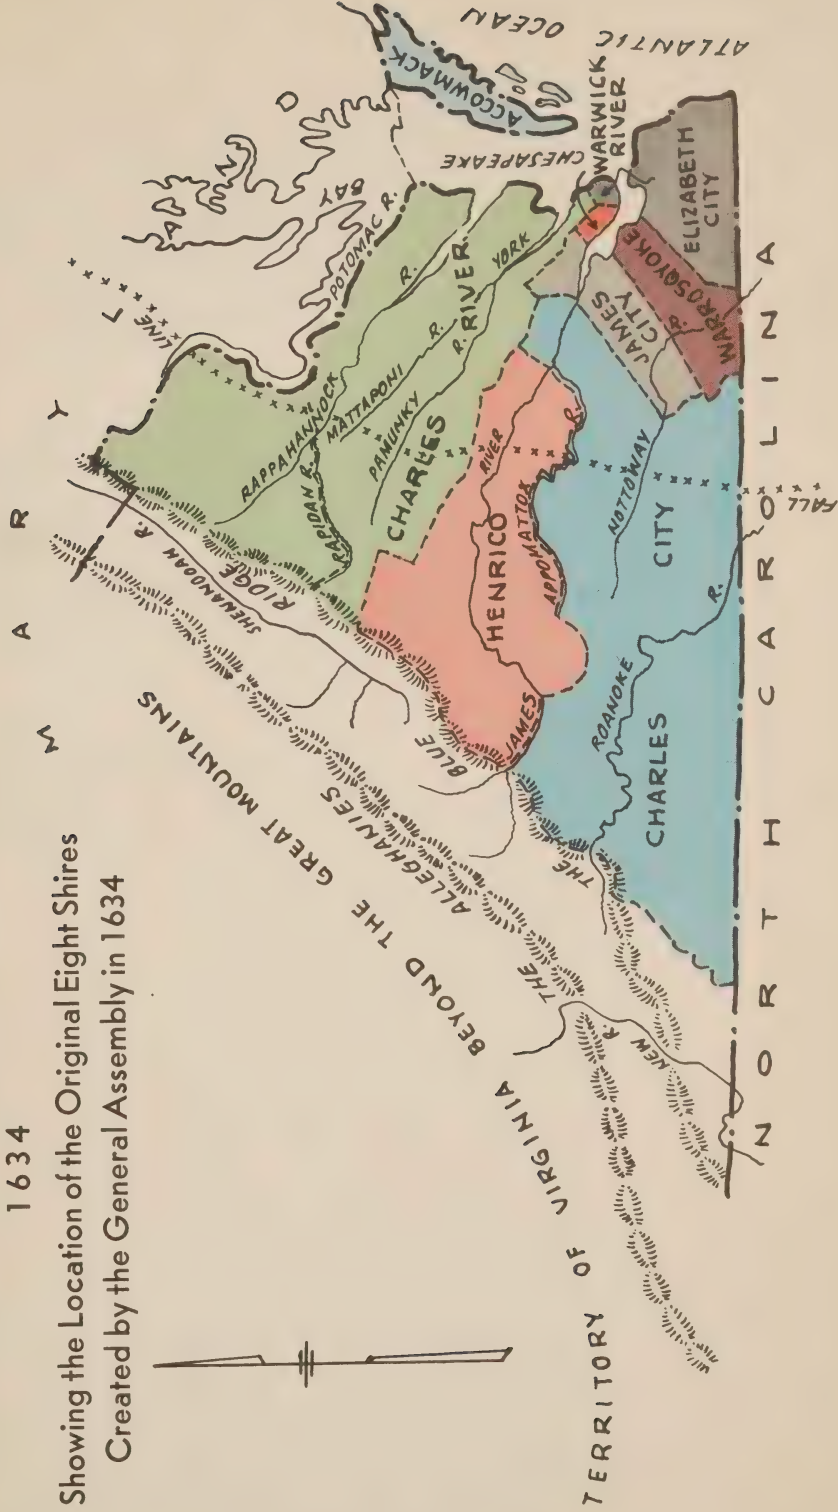 1634
Showing the Location of the Original Eight Shires
Created by the General Assembly in 1634
MARYLAND
ATLANTIC
OCEAN
ACCOWMACK
CHESAPEAKE
BAY
POTOMAC R.
FALL
LINE
SHENANDOAH R.
THE
BLUE
RIDGE
THE
ALLEGHANIES
TERRITORY OF VIRGINIA BEYOND THE GREAT MOUNTAINS
RAPPAHANNOCK
R.
RAPIDAN R.
MATTAPONI
R.
PAMUNKY
R.
YORK
CHARLES
RIVER
WARWICK
RIVER
ELIZABETH
CITY
WARROSQYOKE
JAMES
CITY
HENRICO
JAMES
RIVER
APPOMATTOX
R.
NOTTOWAY
R.
CHARLES
CITY
ROANOKE
R.
NEW
R.
NORTH CAROLINA